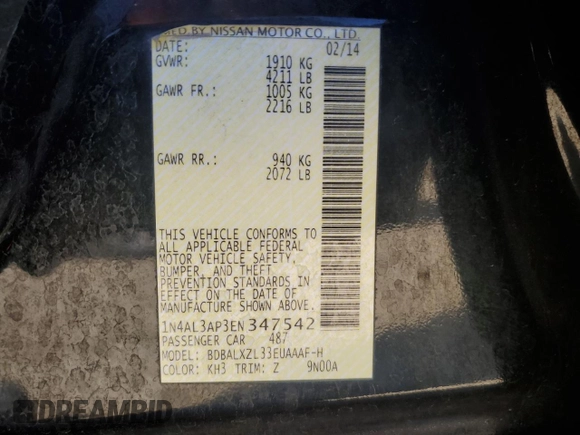 MFD. BY NISSAN MOTOR CO., LTD.
DATE: 02/14
GVWR: 1910 KG
4211 LB
GAWR FR.: 1005 KG
2216 LB
GAWR RR.: 940 KG
2072 LB
THIS VEHICLE CONFORMS TO
ALL APPLICABLE FEDERAL
MOTOR VEHICLE SAFETY,
BUMPER, AND THEFT
PREVENTION STANDARDS IN
EFFECT ON THE DATE OF
MANUFACTURE SHOWN ABOVE.
1N4AL3AP3EN347542
PASSENGER CAR 487
MODEL: BDBALXZL33EUAAAF-H
COLOR: KH3 TRIM: Z 9N00A
DREAMBID